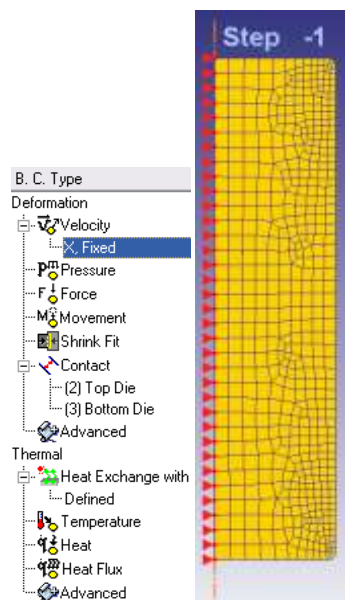 Step -1
B. C. Type
Deformation
Velocity
X, Fixed
Pressure
Force
Movement
Shrink Fit
Contact
(2) Top Die
(3) Bottom Die
Advanced
Thermal
Heat Exchange with
Defined
Temperature
Heat
Heat Flux
Advanced